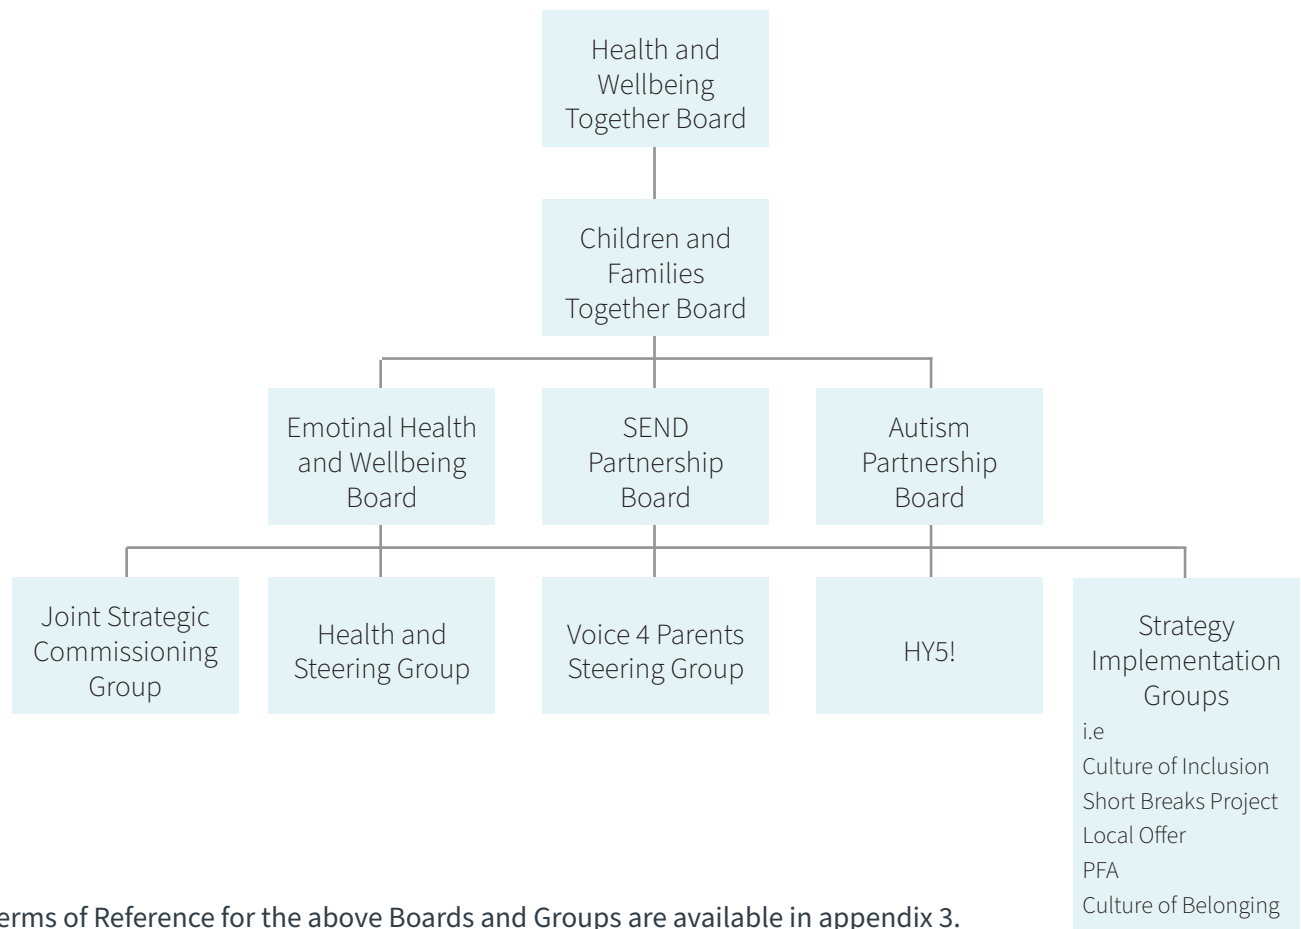 Health and
Wellbeing
Together Board
Children and
Families
Together Board
Emotinal Health
and Wellbeing
Board
SEND
Partnership
Board
Autism
Partnership
Board
Joint Strategic
Commissioning
Group
Health and
Steering Group
Voice 4 Parents
Steering Group
HY5!
Strategy
Implementation
Groups
i.e
Culture of Inclusion
Short Breaks Project
Local Offer
PFA
Culture of Belonging
erms of Reference for the above Boards and Groups are available in appendix 3.